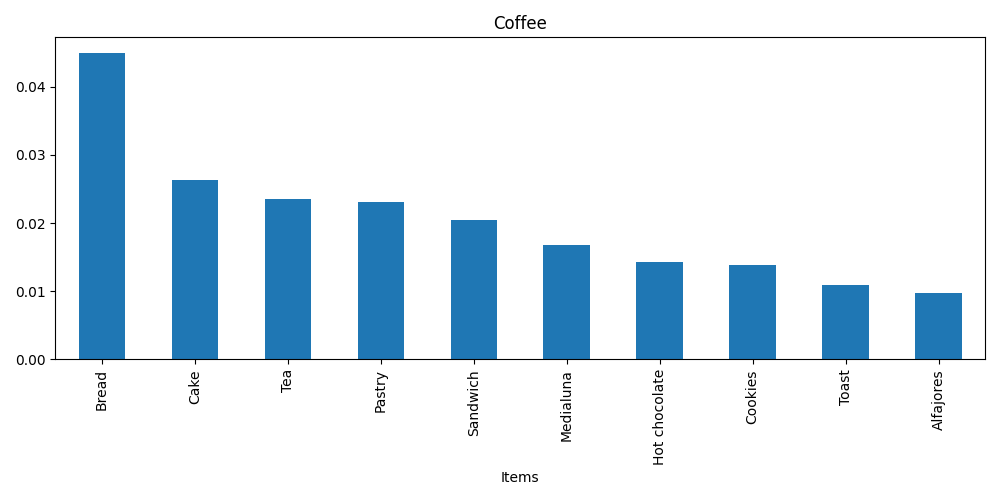 Coffee
0.04
0.03
0.02
0.01
0.00
Bread
Cake
Tea
Pastry
Sandwich
Medialuna
Hot chocolate
Cookies
Toast
Alfajores
Items